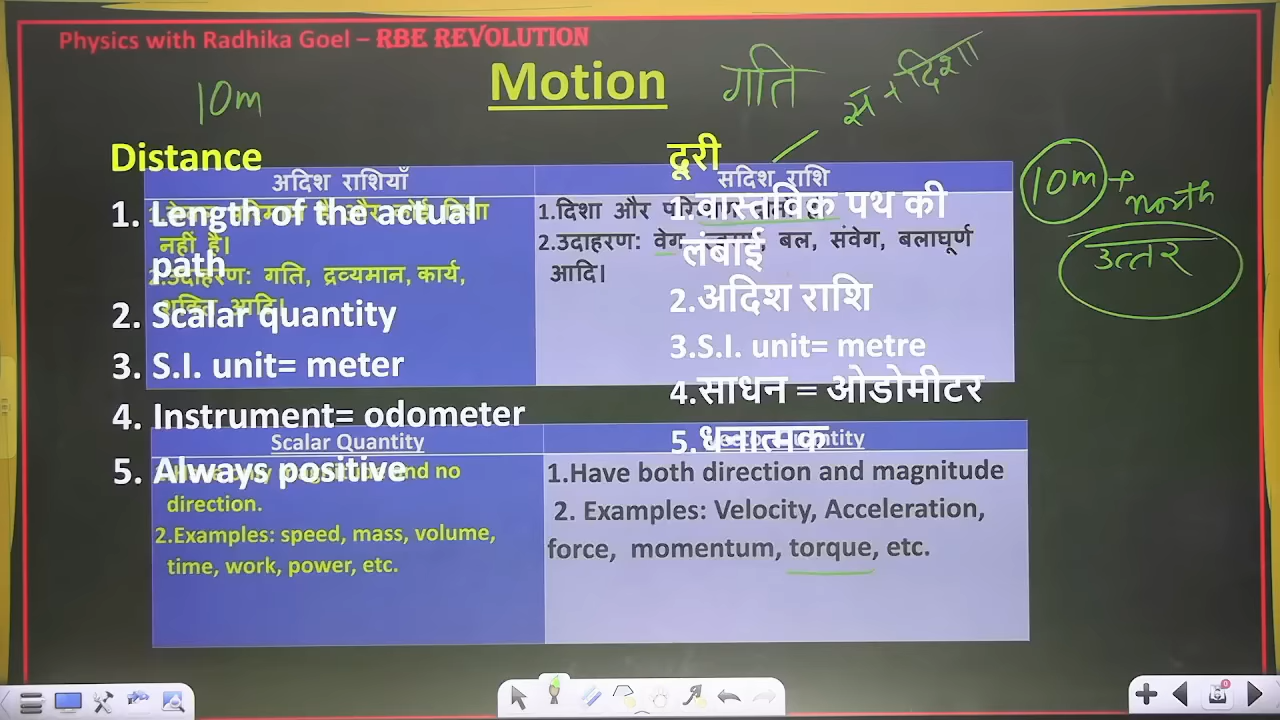 Physics with Radhika Goel – RBE REVOLUTION
Motion
गति
10m
स + दिशा
Distance
1. Length of the actual path
2. Scalar quantity
3. S.I. unit= meter
4. Instrument= odometer
5. Always positive
दूरी
1.वास्तविक पथ की
लंबाई
2.अदिश राशि
3.S.I. unit= metre
4.साधन = ओडोमीटर
5.धनात्मक
अदिश राशियाँ
नहीं है।
2.उदाहरण: गति, द्रव्यमान, कार्य,
आदि।
सदिश राशि
1.दिशा और
2.उदाहरण: वेग बल, संवेग, बलाघूर्ण
आदि।
10m + north
उत्तर
Scalar Quantity
and no
direction.
2.Examples: speed, mass, volume,
time, work, power, etc.
Quantity
1.Have both direction and magnitude
2. Examples: Velocity, Acceleration,
force, momentum, torque, etc.